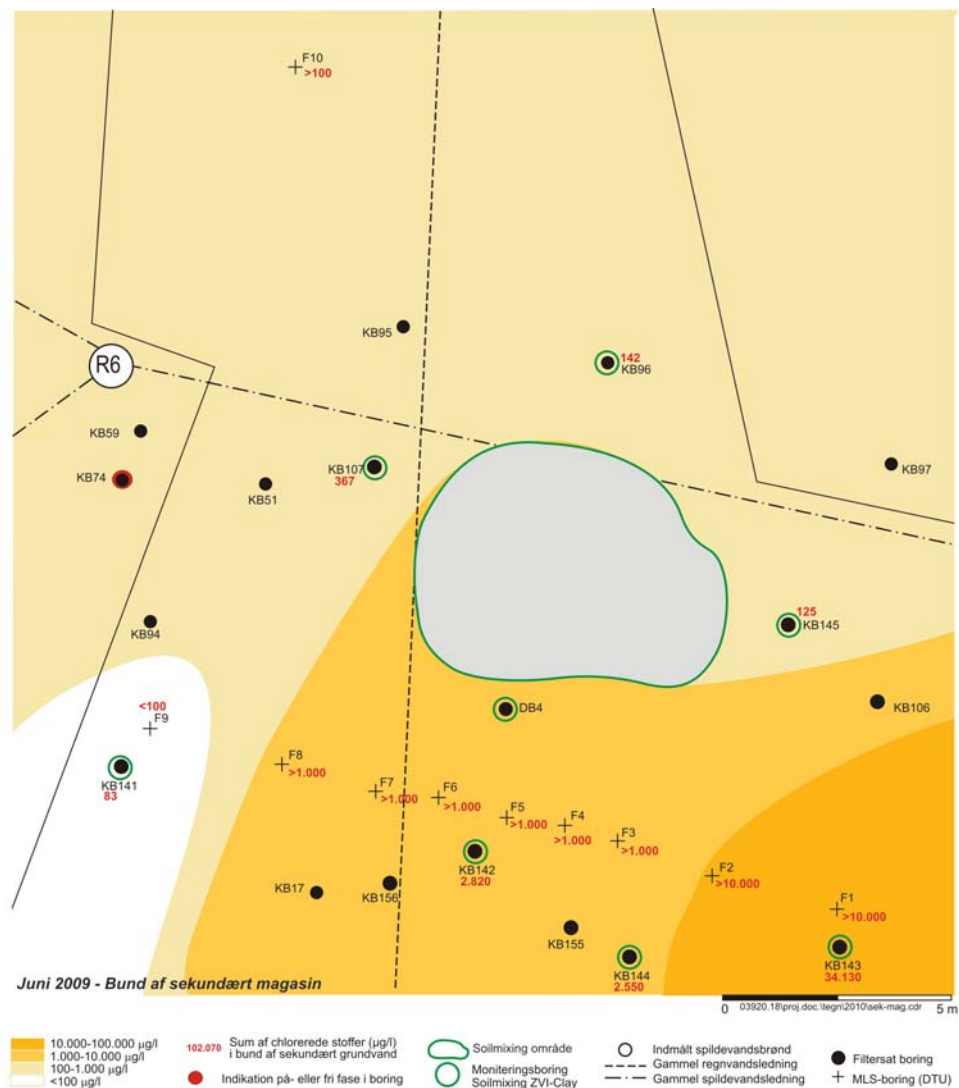 F10
>100
KB95
142
KB96
R6
KB59
KB74
KB51
KB107
367
KB97
125
KB145
KB94
<100
F9
KB141
83
DB4
KB106
F8
>1.000
F7
>1.000
F6
>1.000
F5
>1.000
F4
>1.000
F3
>1.000
F2
>10.000
F1
>10.000
KB142
2.820
KB17
KB156
KB155
KB144
2.550
KB143
34.130
Juni 2009 - Bund af sekundært magasin
0 5 m
03920.18\proj.doc.\tegn\2010\sek-mag.cdr
10.000-100.000 µg/l
1.000-10.000 µg/l
100-1.000 µg/l
<100 µg/l
102.070 Sum af chlorerede stoffer (µg/l)
i bund af sekundært grundvand
Indikation på- eller fri fase i boring
Soilmixing område
Moniteringsboring
Soilmixing ZVI-Clay
Indmålt spildevandsbrønd
Gammel regnvandsledning
Gammel spildevandsledning
Filtersat boring
MLS-boring (DTU)